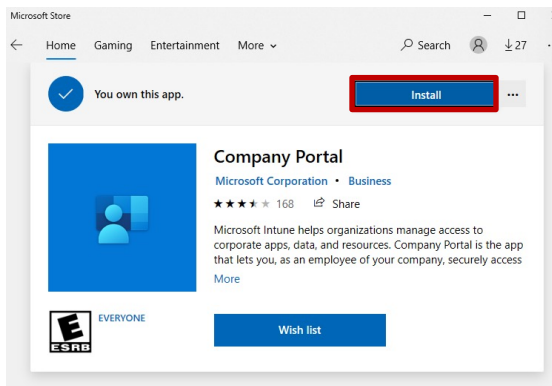 Microsoft Store
Home Gaming Entertainment More Search 27
You own this app. Install ...
Company Portal
Microsoft Corporation • Business
168 Share
Microsoft Intune helps organizations manage access to
corporate apps, data, and resources. Company Portal is the app
that lets you, as an employee of your company, securely access
More
EVERYONE
E
ESRB
Wish list